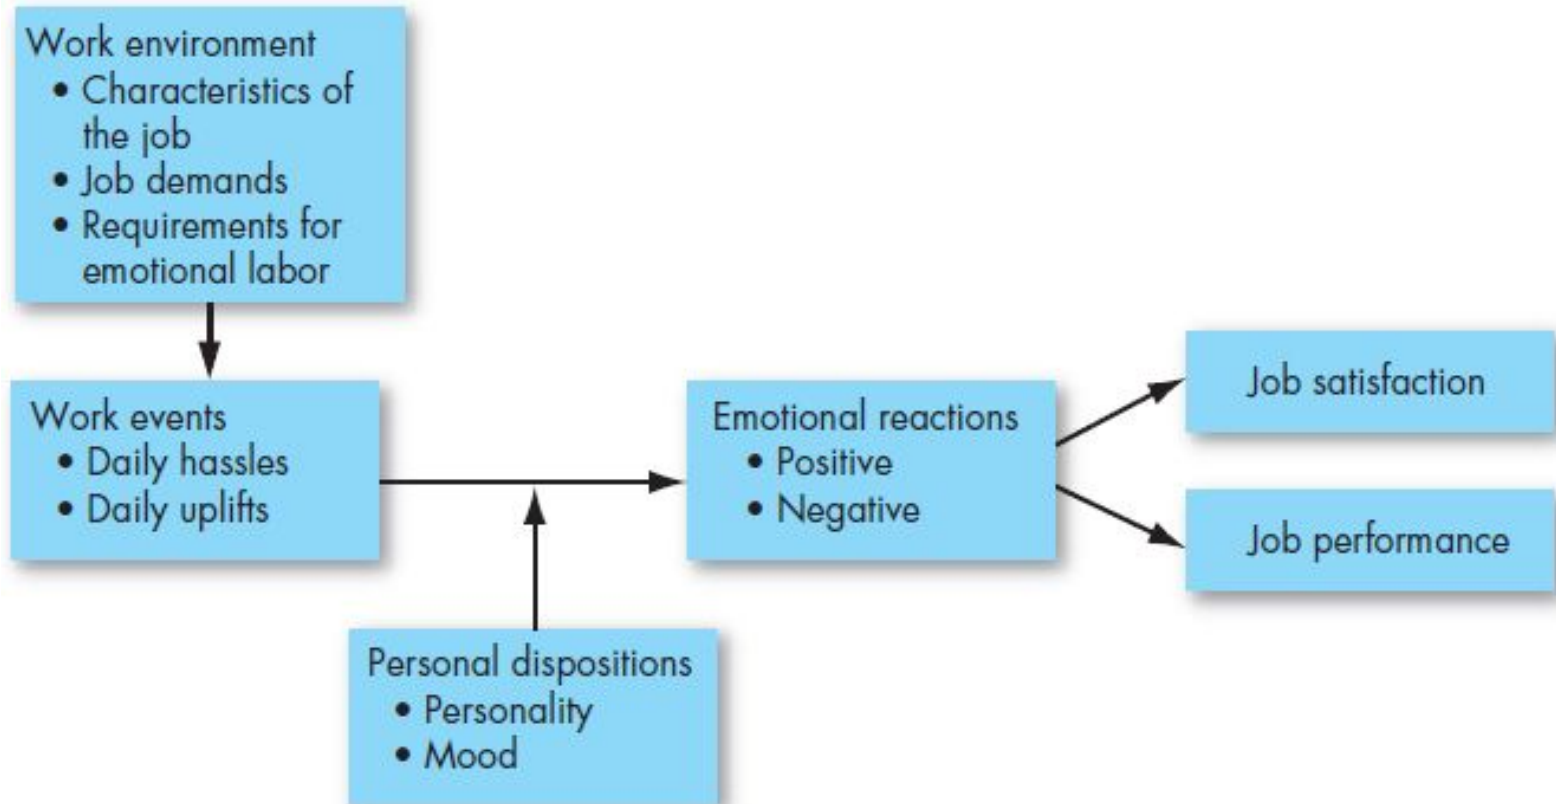 Work environment
• Characteristics of
the job
• Job demands
• Requirements for
emotional labor
Work events
• Daily hassles
• Daily uplifts
Emotional reactions
• Positive
• Negative
Job satisfaction
Job performance
Personal dispositions
• Personality
• Mood